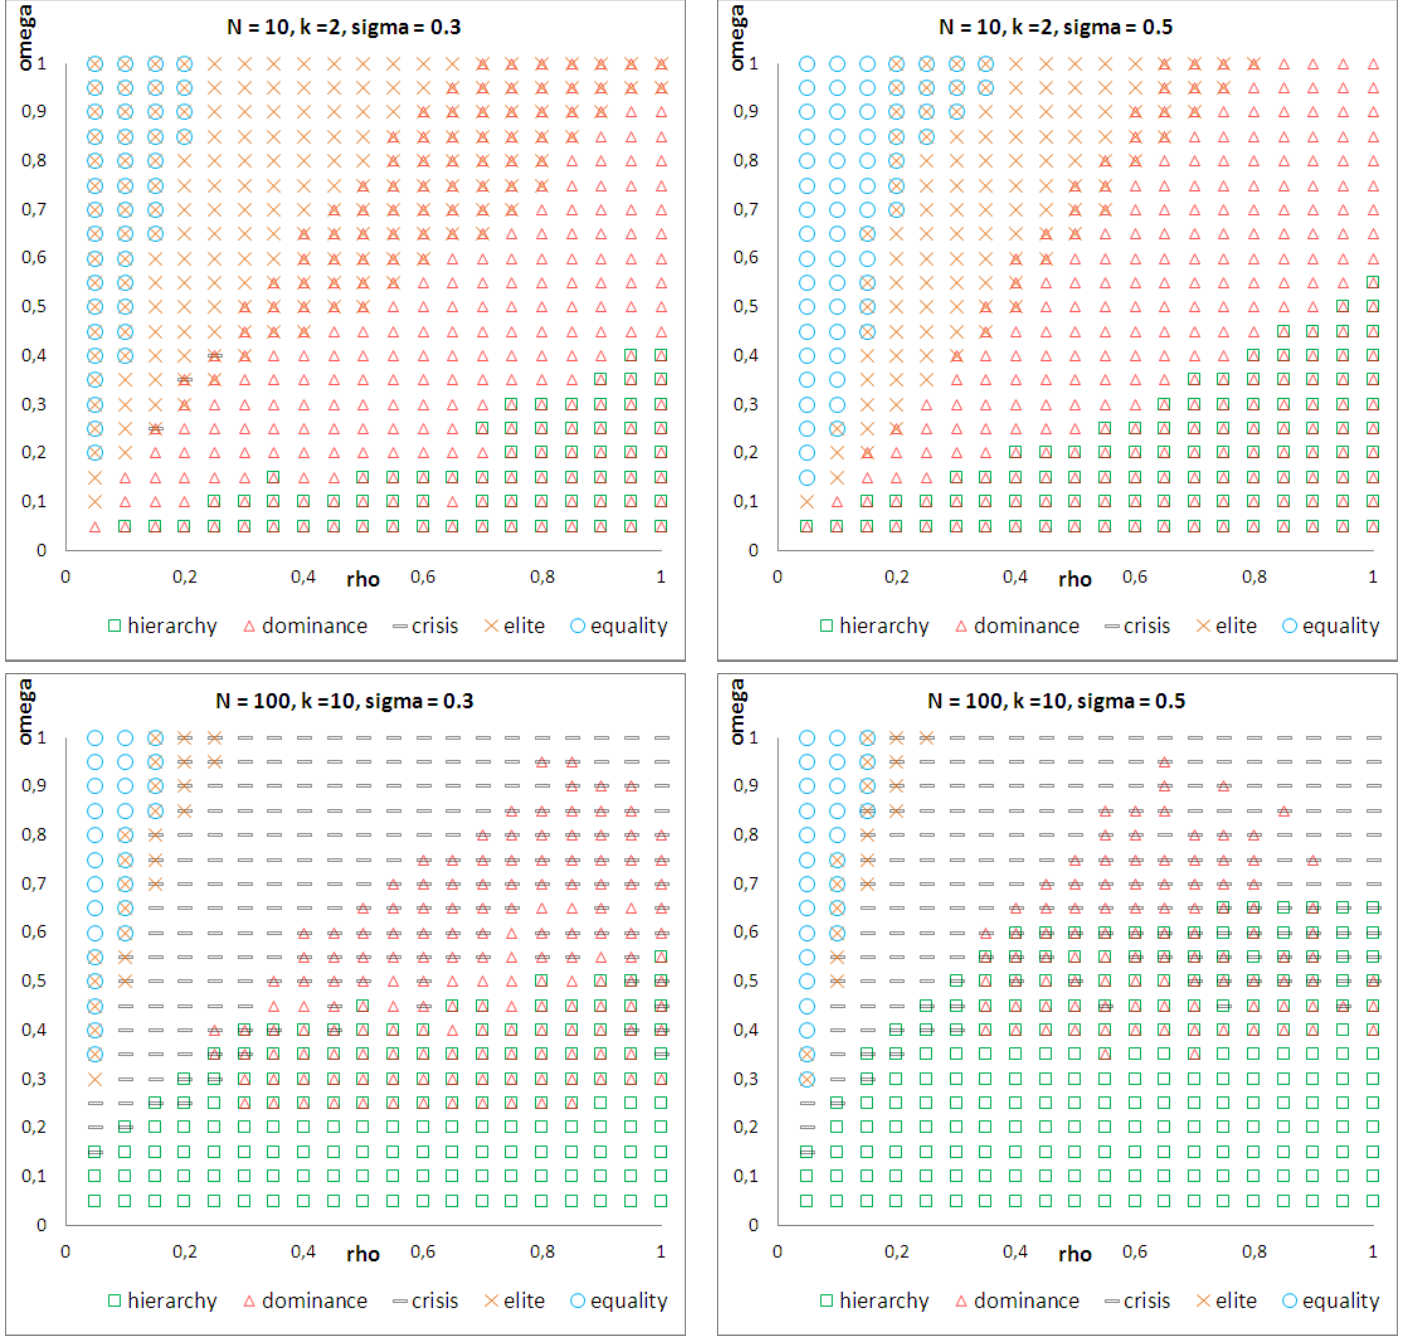 N = 10, k =2, sigma = 0.3
omega
1
0,9
0,8
0,7
0,6
0,5
0,4
0,3
0,2
0,1
0
0 0,2 0,4 0,6 0,8 1
rho
hierarchy dominance crisis elite equality
N = 10, k =2, sigma = 0.5
omega
1
0,9
0,8
0,7
0,6
0,5
0,4
0,3
0,2
0,1
0
0 0,2 0,4 0,6 0,8 1
rho
hierarchy dominance crisis elite equality
N = 100, k =10, sigma = 0.3
omega
1
0,9
0,8
0,7
0,6
0,5
0,4
0,3
0,2
0,1
0
0 0,2 0,4 0,6 0,8 1
rho
hierarchy dominance crisis elite equality
N = 100, k =10, sigma = 0.5
omega
1
0,9
0,8
0,7
0,6
0,5
0,4
0,3
0,2
0,1
0
0 0,2 0,4 0,6 0,8 1
rho
hierarchy dominance crisis elite equality